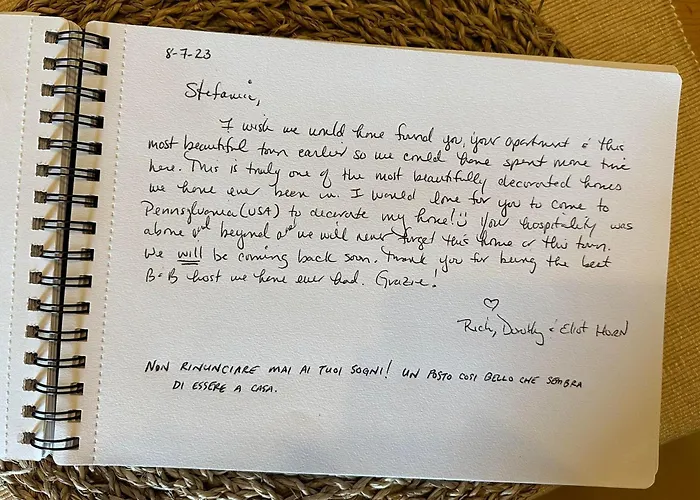 8-7-23
Stefanie,
I wish we would have found you, your apartment & this
most beautiful town earlier so we could have spent more time
here. This is truly one of the most beautifully decorated homes
we have ever been in. I would love for you to come to
Pennsylvania (USA) to decorate my home! Your hospitality was
above and beyond and we will never forget this home or this town.
We will be coming back soon. Thank you for being the best
B&B host we have ever had. Grazie!
Rich, Dorothy & Eliot HORN
NON RINUNCIARE MAI AI TUOI SOGNI! UN POSTO COSI BELLO CHE SEMBRA
DI ESSERE A CASA.